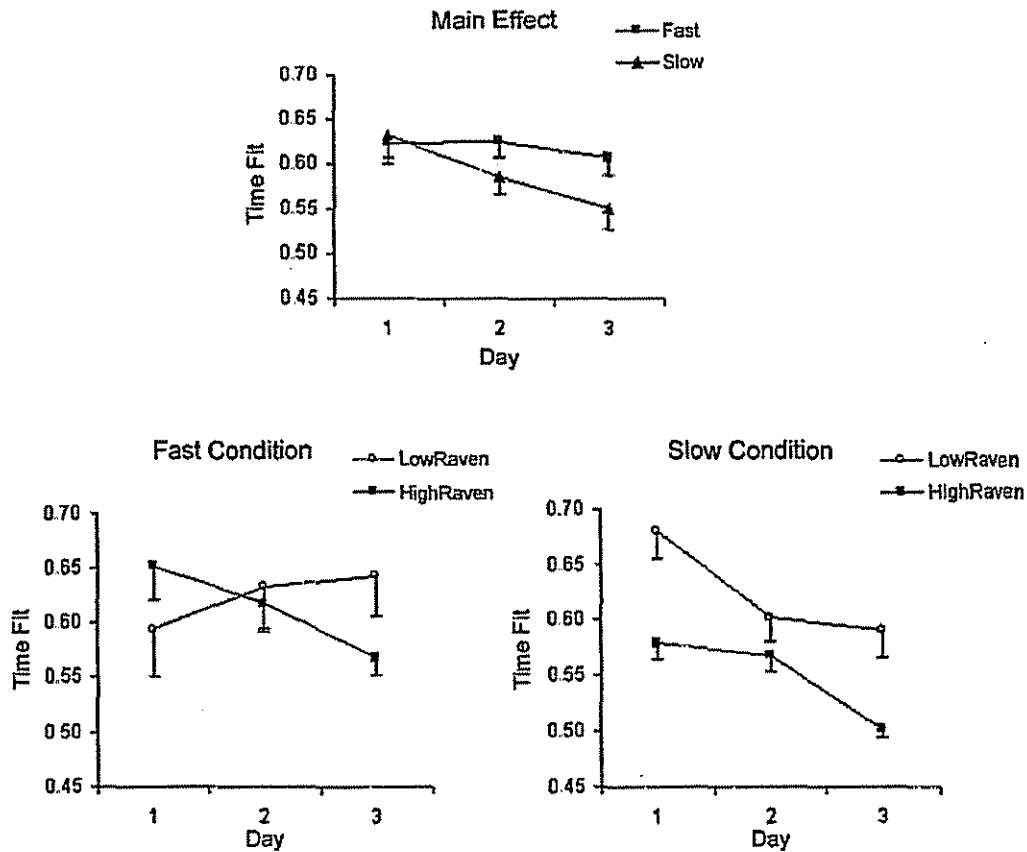 Main Effect
Fast
Slow
0.70
0.65
0.60
0.55
0.50
0.45
Time Fit
1 2 3
Day
Fast Condition
LowRaven
HighRaven
0.70
0.65
0.60
0.55
0.50
0.45
Time Fit
1 2 3
Day
Slow Condition
LowRaven
HighRaven
0.70
0.65
0.60
0.55
0.50
0.45
Time Fit
1 2 3
Day